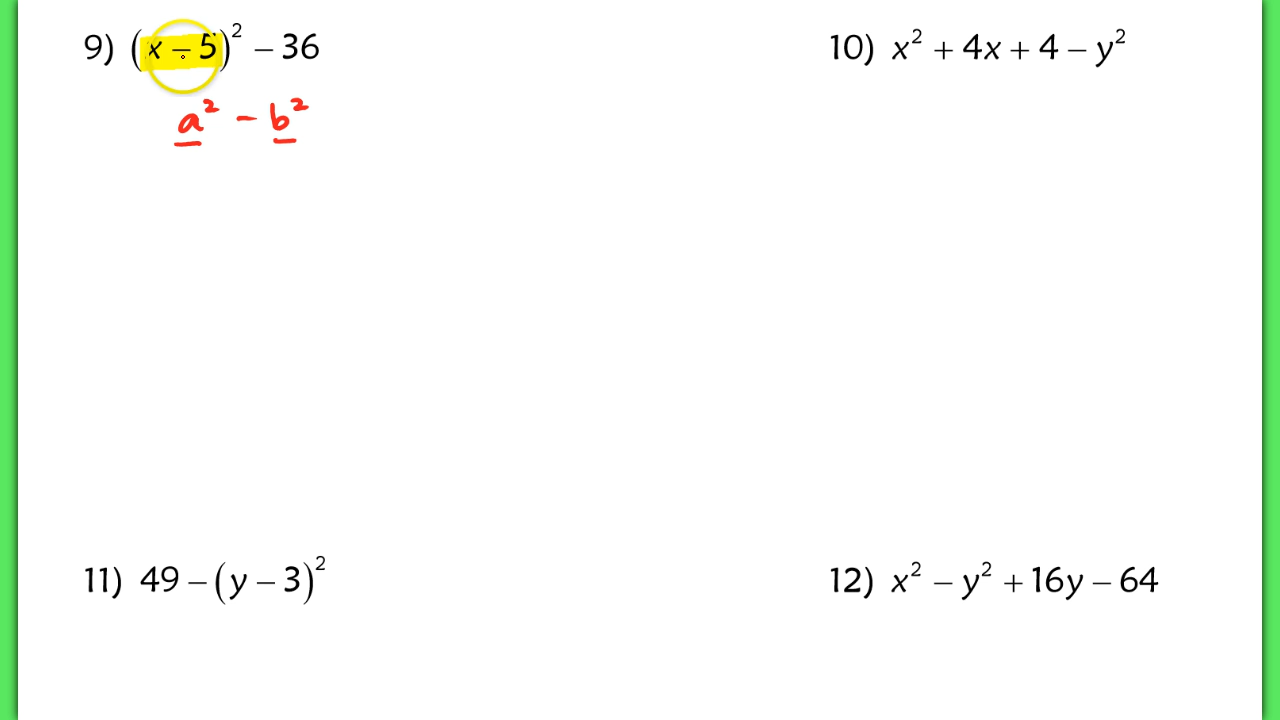 9) (x – 5)² – 36
a² – b²
10) x² + 4x + 4 – y²
11) 49 – (y – 3)²
12) x² – y² + 16y – 64